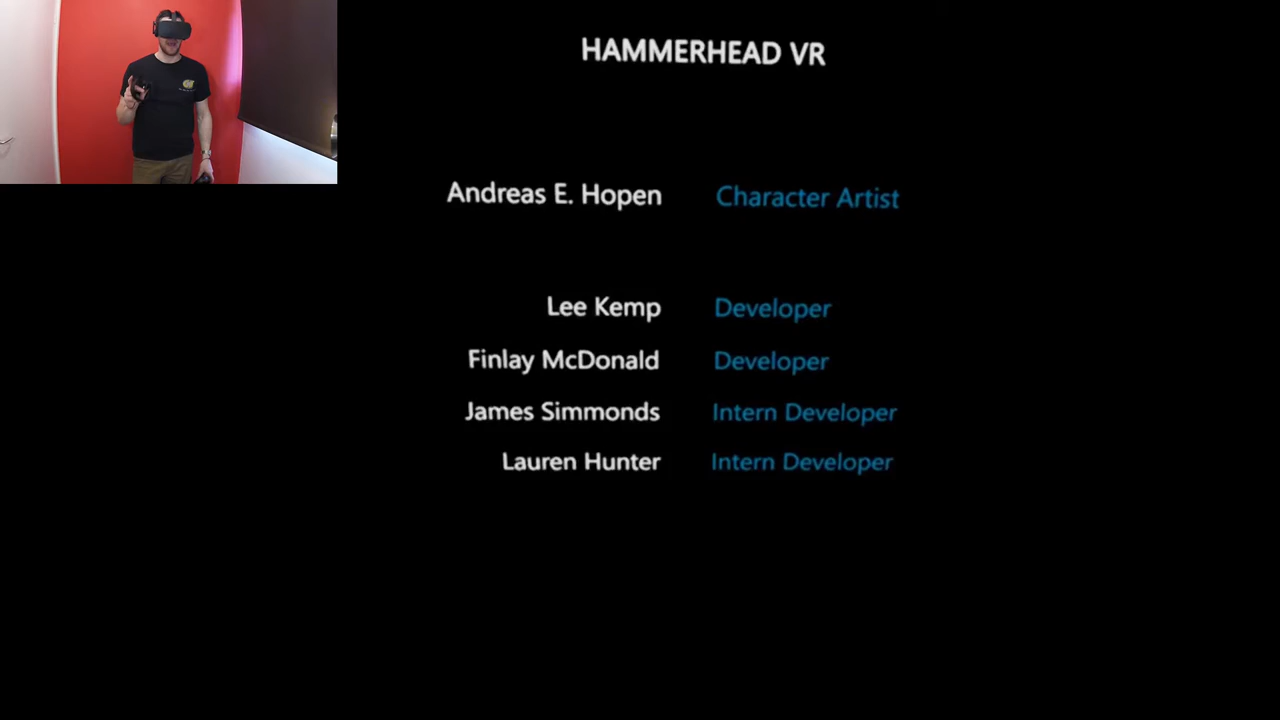 HAMMERHEAD VR
Andreas E. Hopen Character Artist
Lee Kemp Developer
Finlay McDonald Developer
James Simmonds Intern Developer
Lauren Hunter Intern Developer